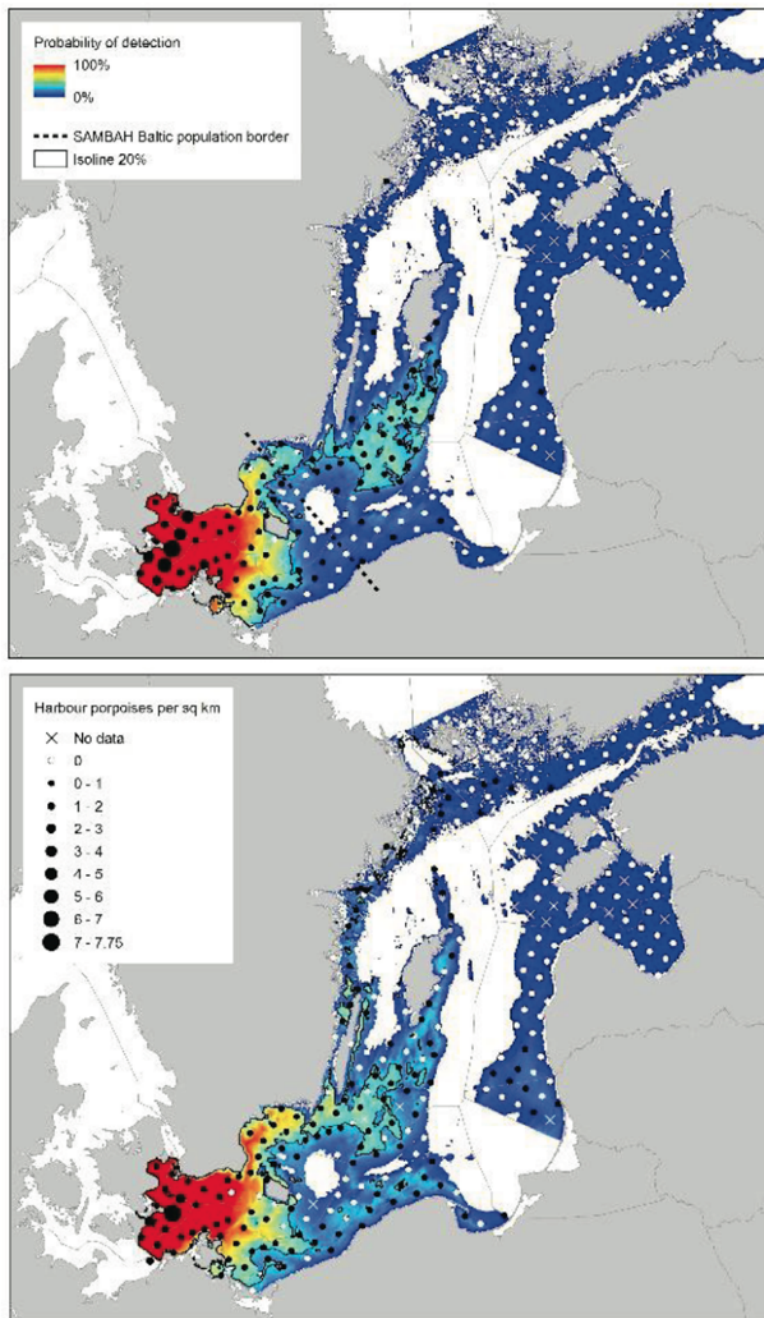 Probability of detection
100%
0%
SAMBAH Baltic population border
Isoline 20%
Harbour porpoises per sq km
No data
0
0 - 1
1 - 2
2 - 3
3 - 4
4 - 5
5 - 6
6 - 7
7 - 7.75